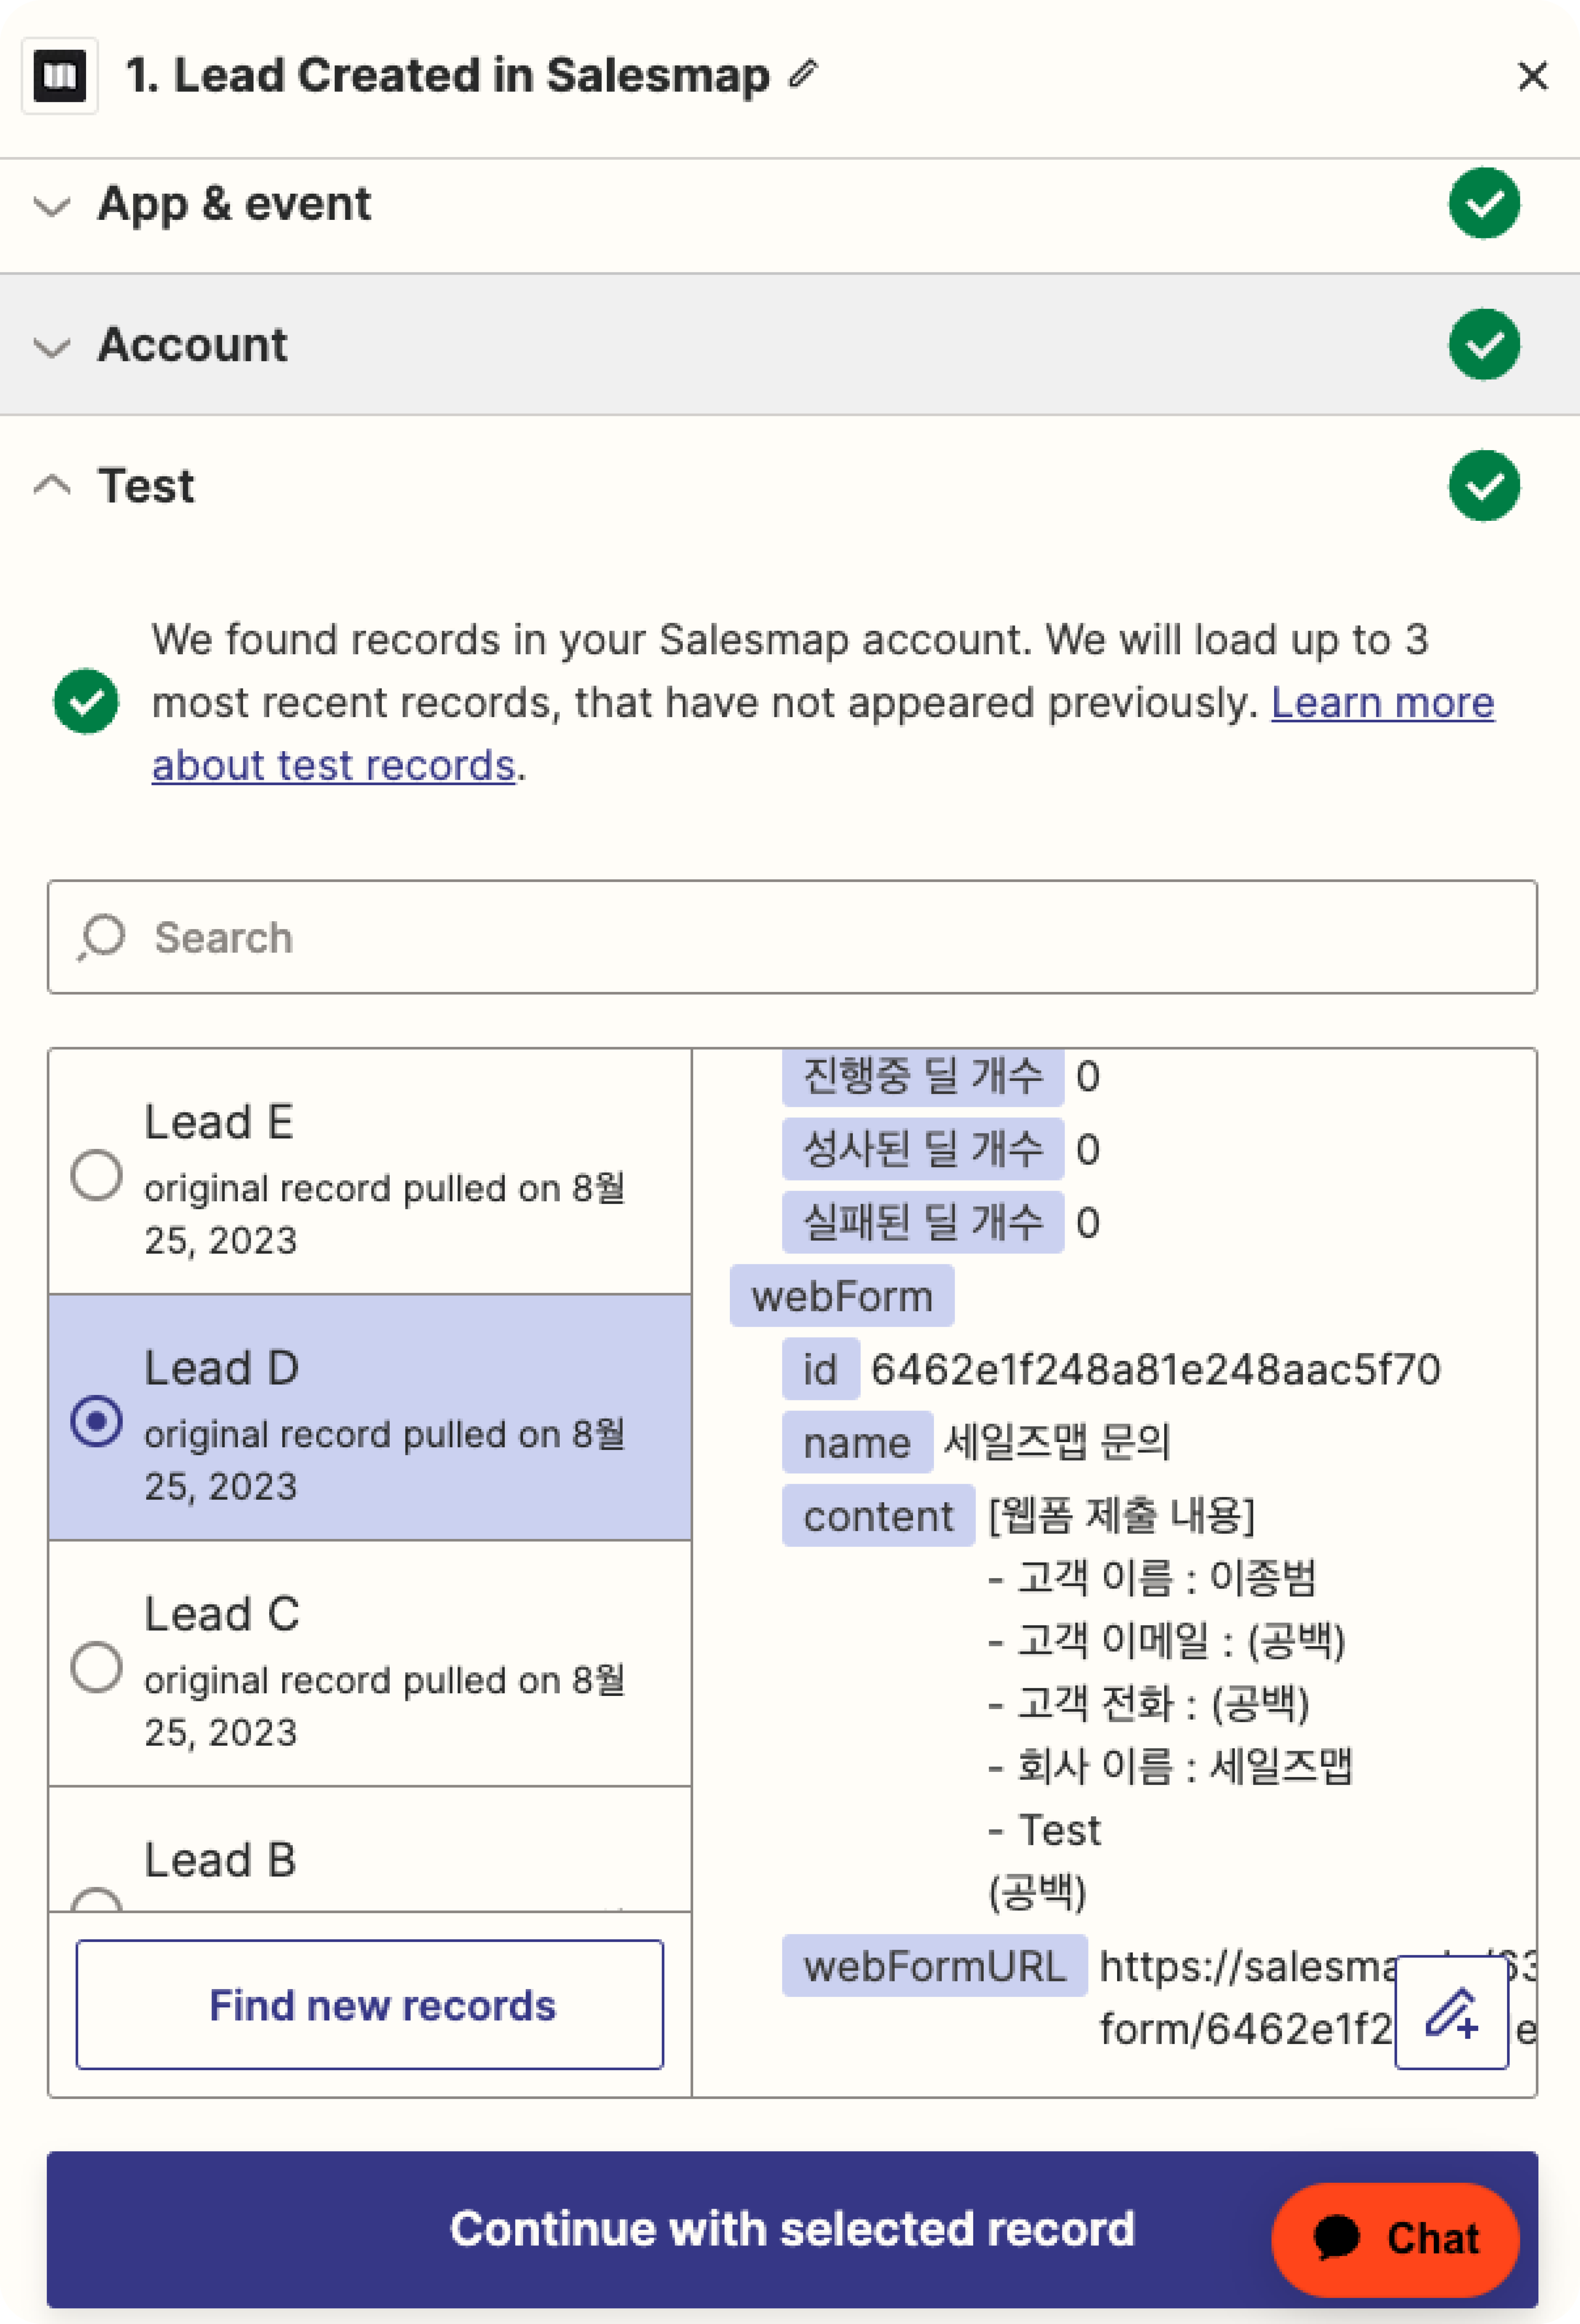 1. Lead Created in Salesmap
App & event
Account
Test
We found records in your Salesmap account. We will load up to 3
most recent records, that have not appeared previously. Learn more
about test records.
Search
Lead E
original record pulled on 8월
25, 2023
Lead D
original record pulled on 8월
25, 2023
Lead C
original record pulled on 8월
25, 2023
Lead B
Find new records
진행중 딜 개수 0
성사된 딜 개수 0
실패된 딜 개수 0
webForm
id 6462e1f248a81e248aac5f70
name 세일즈맵 문의
content [웹폼 제출 내용]
- 고객 이름 : 이종범
- 고객 이메일 : (공백)
- 고객 전화 : (공백)
- 회사 이름 : 세일즈맵
- Test
(공백)
webFormURL https://salesma
form/6462e1f2
Continue with selected record
Chat